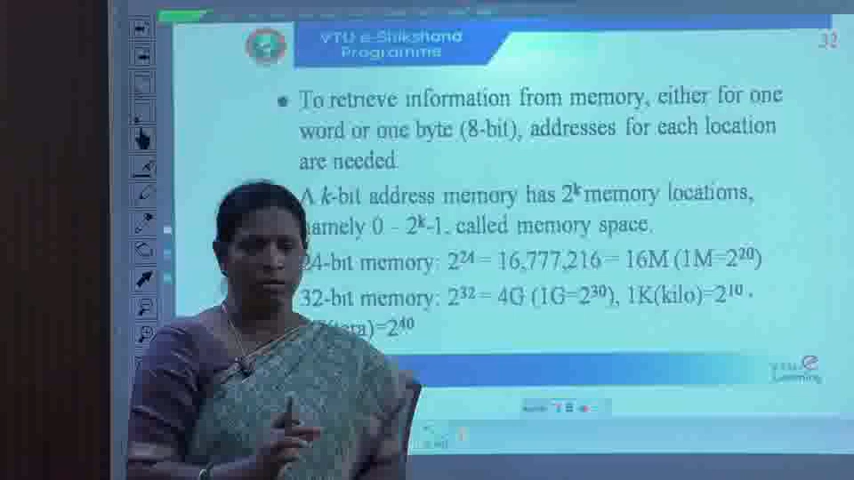 VTU e-Shikshana
Programme
32
• To retrieve information from memory, either for one
word or one byte (8-bit), addresses for each location
are needed
A k-bit address memory has 2ᵏ memory locations,
namely 0 – 2ᵏ-1, called memory space.
24-bit memory: 2²⁴ = 16,777,216 = 16M (1M=2²⁰)
32-bit memory: 2³² = 4G (1G=2³⁰), 1K(kilo)=2¹⁰,
(tera)=2⁴⁰
VTU e
Learning